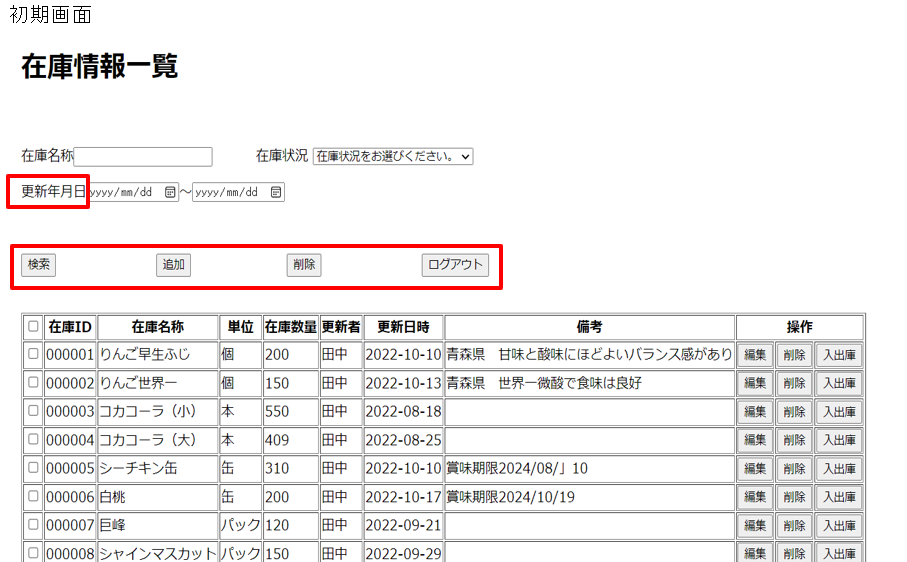 初期画面
在庫情報一覧
在庫名称 在庫状況 在庫状況をお選びください。
更新年月日 yyyy/mm/dd ～ yyyy/mm/dd
検索 追加 削除 ログアウト
在庫ID 在庫名称 単位 在庫数量 更新者 更新日時 備考 操作
000001 りんご早生ふじ 個 200 田中 2022-10-10 青森県　甘味と酸味にほどよいバランス感があり 編集 削除 入出庫
000002 りんご世界一 個 150 田中 2022-10-13 青森県　世界一微酸で食味は良好 編集 削除 入出庫
000003 コカコーラ（小） 本 550 田中 2022-08-18 編集 削除 入出庫
000004 コカコーラ（大） 本 409 田中 2022-08-25 編集 削除 入出庫
000005 シーチキン缶 缶 310 田中 2022-10-10 賞味期限2024/08/」10 編集 削除 入出庫
000006 白桃 缶 200 田中 2022-10-17 賞味期限2024/10/19 編集 削除 入出庫
000007 巨峰 パック 120 田中 2022-09-21 編集 削除 入出庫
000008 シャインマスカット パック 150 田中 2022-09-29 編集 削除 入出庫